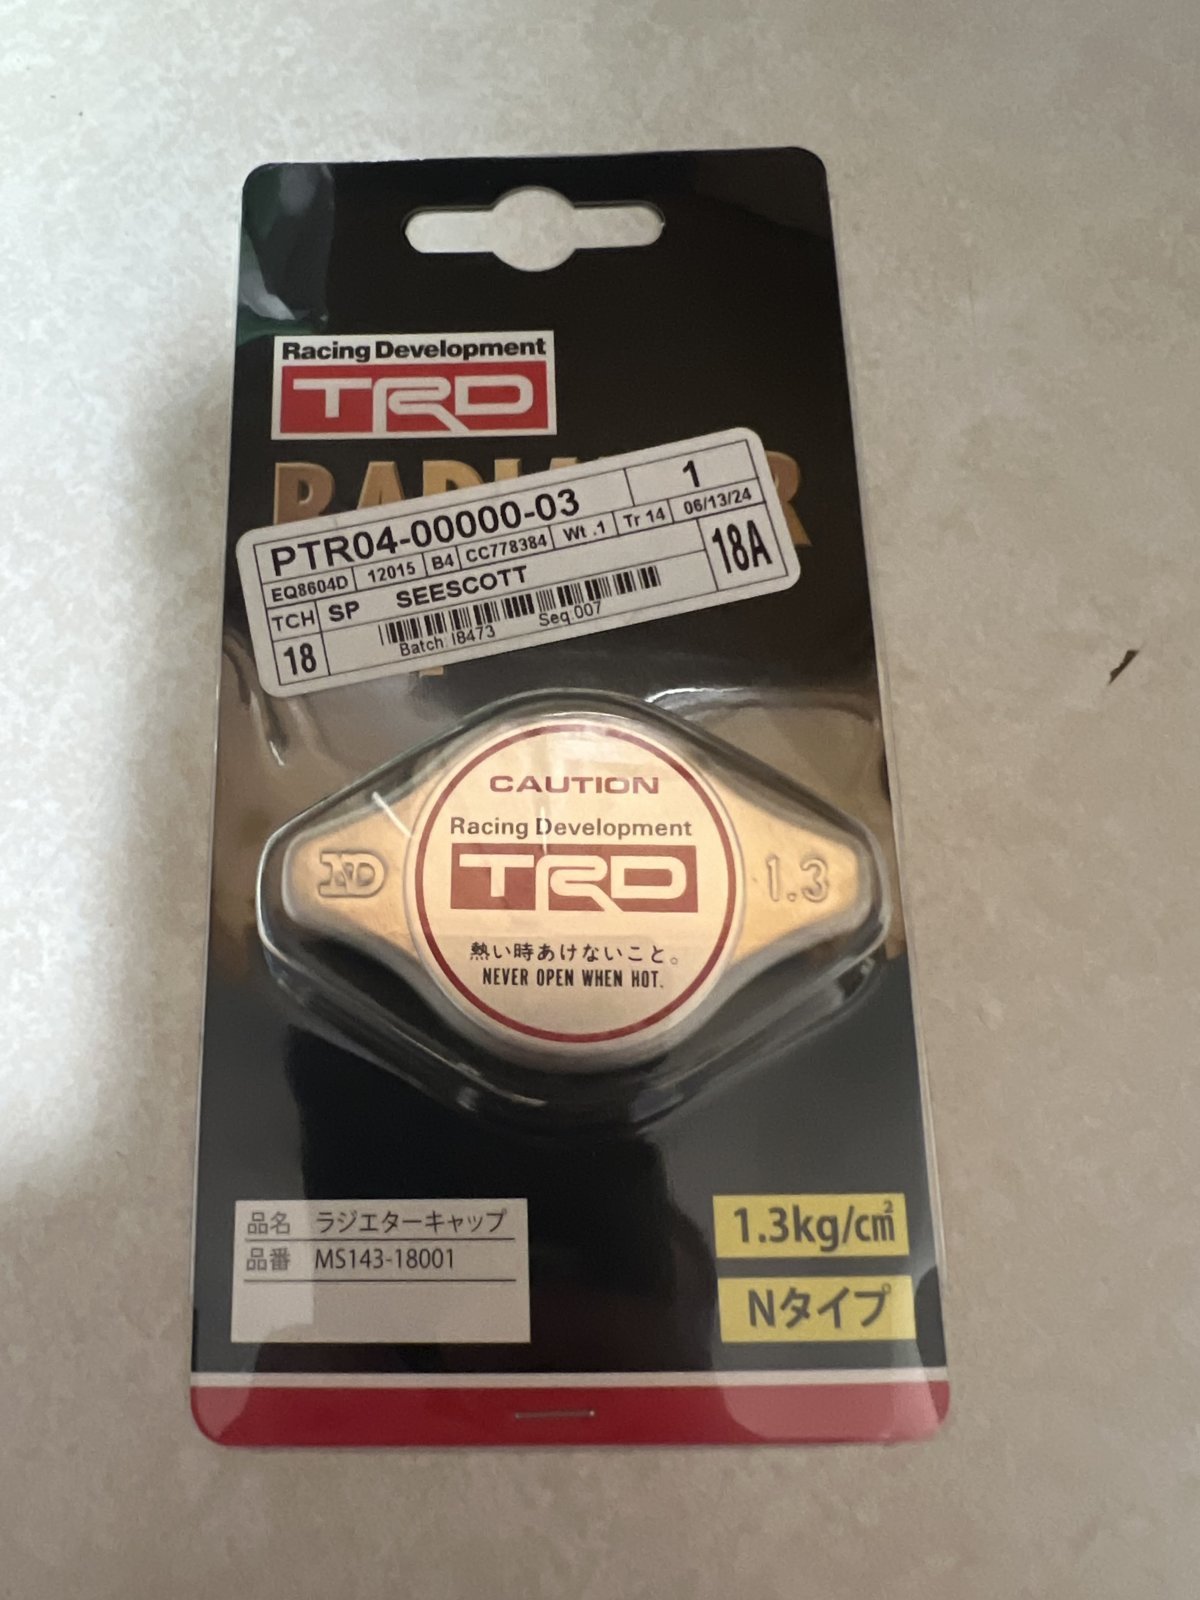 Racing Development
TRD
PTR04-00000-03 1
EQ8604D 12015 B4 CC778384 Wt .1 Tr 14 06/13/24
TCH SP SEESCOTT 18A
18 Batch I8473 Seq 007
CAUTION
Racing Development
ND TRD 1.3
熱い時あけないこと。
NEVER OPEN WHEN HOT.
品名 ラジエターキャップ
品番 MS143-18001
1.3kg/cm²
Nタイプ